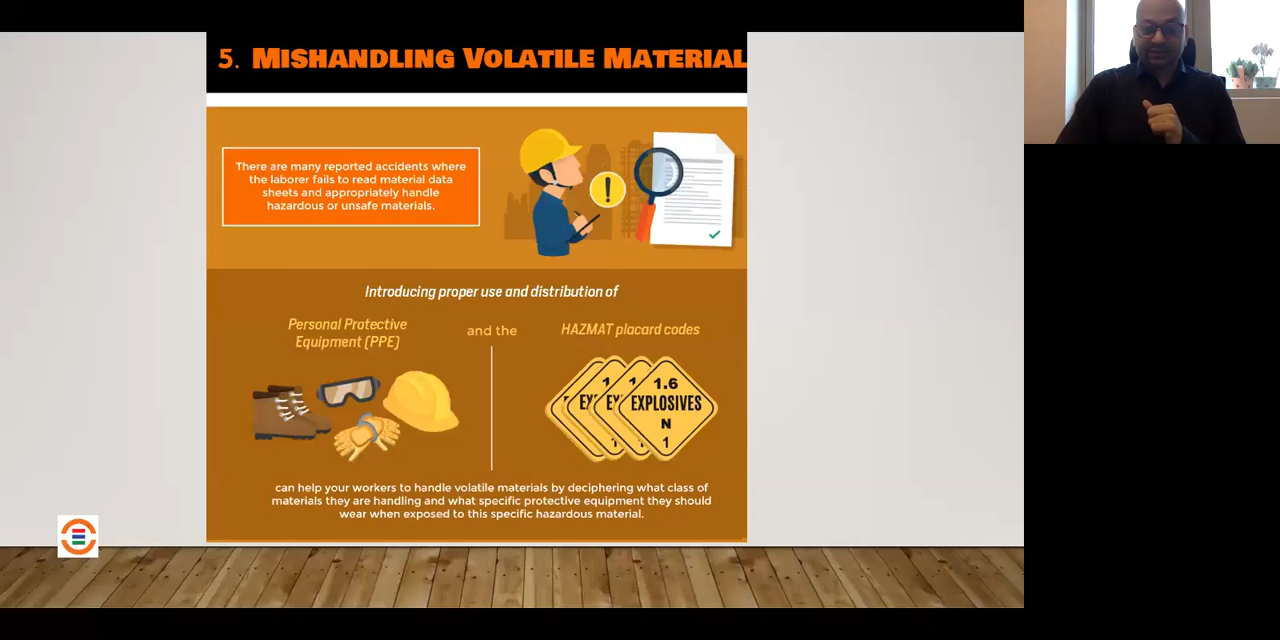 5. MISHANDLING VOLATILE MATERIAL
There are many reported accidents where
the laborer fails to read material data
sheets and appropriately handle
hazardous or unsafe materials.
!
Introducing proper use and distribution of
Personal Protective
Equipment (PPE)
and the
HAZMAT placard codes
1.6
EXPLOSIVES
N
1
can help your workers to handle volatile materials by deciphering what class of
materials they are handling and what specific protective equipment they should
wear when exposed to this specific hazardous material.